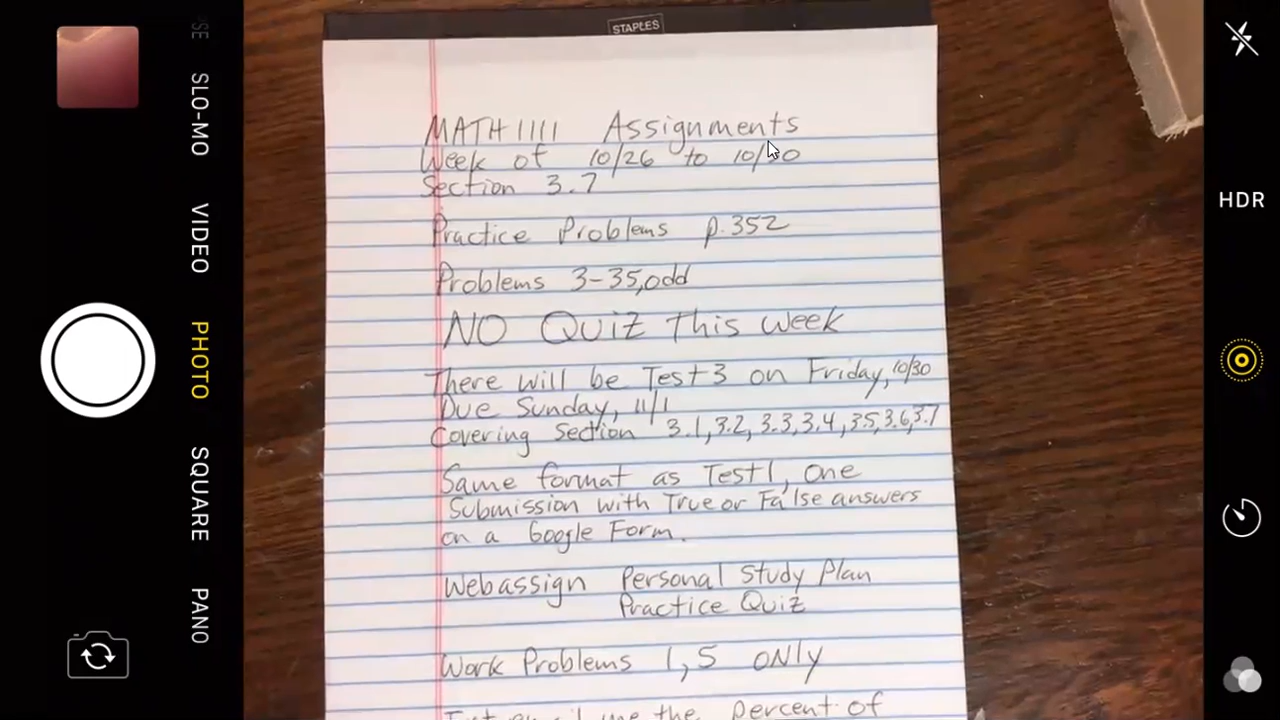 STAPLES
MATH 1111 Assignments
Week of 10/26 to 10/30
Section 3.7
Practice Problems p.352
Problems 3-35,odd
NO QUIZ This Week
There will be Test 3 on Friday, 10/30
Due Sunday, 11/1
Covering Section 3.1, 3.2, 3.3, 3.4, 3.5, 3.6, 3.7
Same format as Test 1, One
Submission with True or False answers
on a Google Form.
Webassign Personal Study Plan
Practice Quiz
Work Problems 1,5 ONLY
me the percent of
SE
SLO-MO
VIDEO
PHOTO
SQUARE
PANO
HDR